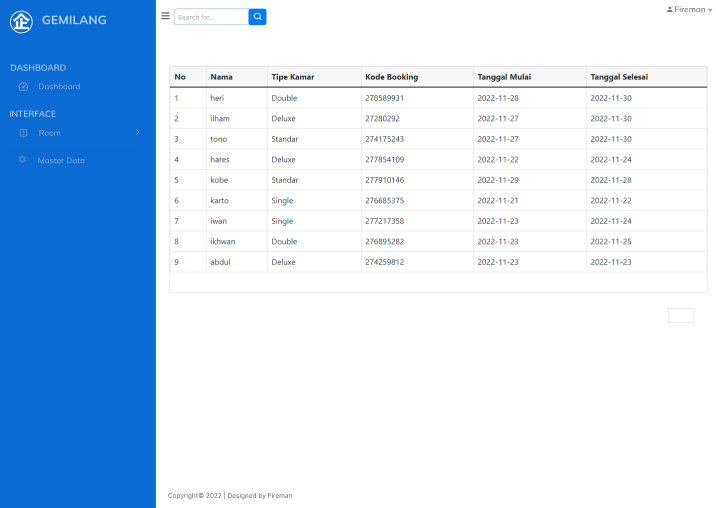 GEMILANG
Search for...
Fireman
DASHBOARD
Dashboard
INTERFACE
Room
Master Data
No Nama Tipe Kamar Kode Booking Tanggal Mulai Tanggal Selesai
1 heri Double 278589931 2022-11-28 2022-11-30
2 ilham Deluxe 27280292 2022-11-27 2022-11-30
3 tono Standar 274175243 2022-11-27 2022-11-30
4 hares Deluxe 277854109 2022-11-22 2022-11-24
5 kobe Standar 277910146 2022-11-29 2022-11-28
6 karto Single 276685375 2022-11-21 2022-11-22
7 iwan Single 277217358 2022-11-23 2022-11-24
8 ikhwan Double 276895282 2022-11-23 2022-11-25
9 abdul Deluxe 274259812 2022-11-23 2022-11-23
Copyright© 2022 | Designed by Fireman